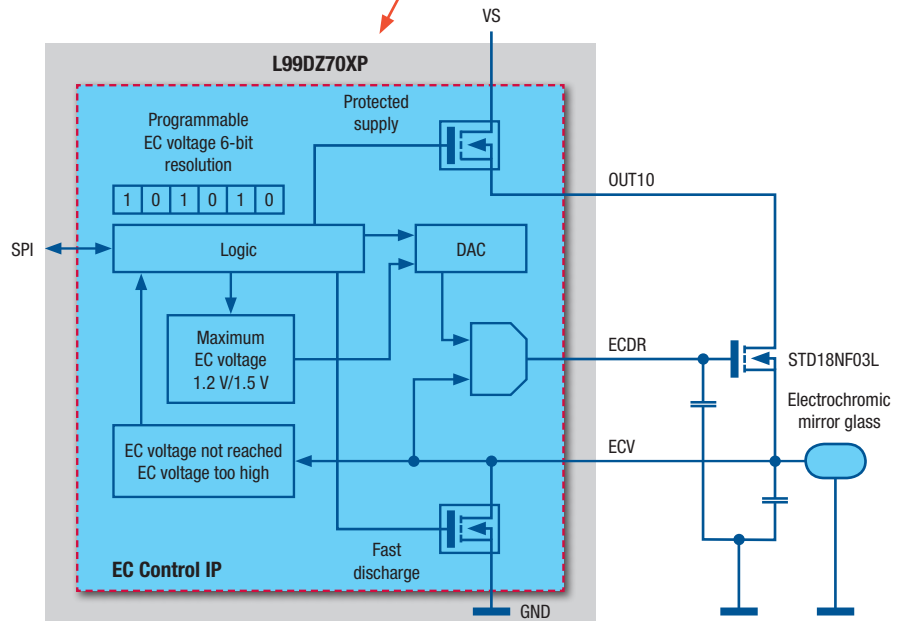 VS
L99DZ70XP
Programmable
EC voltage 6-bit
resolution
Protected
supply
1 0 1 0 1 0
OUT10
SPI
Logic
DAC
Maximum
EC voltage
1.2 V/1.5 V
ECDR
STD18NF03L
Electrochromic
mirror glass
EC voltage not reached
EC voltage too high
ECV
Fast
discharge
EC Control IP
GND